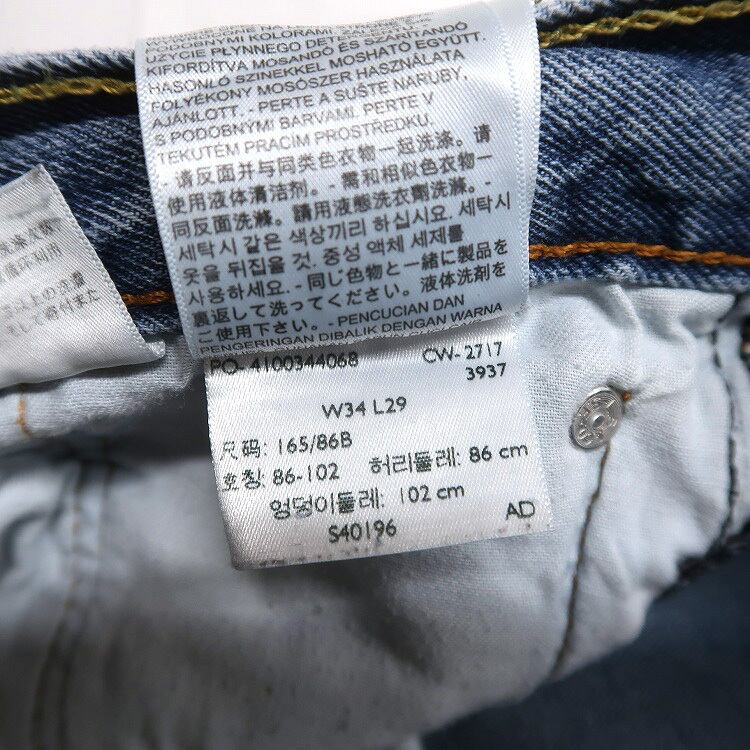 PODOBNYMI KOLORAMI. ZALECANE
UŻYCIE PŁYNNEGO DETERGENTU. -
KIFORDÍTVA MOSANDÓ ÉS SZÁRÍTANDÓ
HASONLÓ SZINEKKEL MOSHATÓ EGYÜTT.
FOLYÉKONY MOSÓSZER HASZNÁLATA
AJÁNLOTT. - PERTE A SUŠTE NARUBY,
S PODOBNYMI BARVAMI. PERTE V
TEKUTÉM PRACIM PROSTREDKU.
请反面并与同类色衣物一起洗涤。请
使用液体清洁剂。- 需和相似色衣物一
同反面洗滌。請用液態洗衣劑洗滌。-
세탁시 같은 색상끼리 하십시요. 세탁시
옷을 뒤집을 것. 중성 액체 세제를
사용하세요. - 同じ色物と一緒に製品を
裏返して洗ってください。液体洗剤を
ご使用下さい。- PENCUCIAN DAN
PENGERINGAN DIBALIK DENGAN WARNA
PO- 4100344068 CW- 2717
3937
W34 L29
尺码: 165/86B
호칭: 86-102 허리둘레: 86 cm
엉덩이둘레: 102 cm
S40196 AD